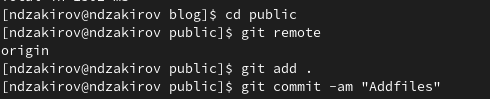 [ndzakirov@ndzakirov blog]$ cd public
[ndzakirov@ndzakirov public]$ git remote
origin
[ndzakirov@ndzakirov public]$ git add .
[ndzakirov@ndzakirov public]$ git commit -am "Addfiles"